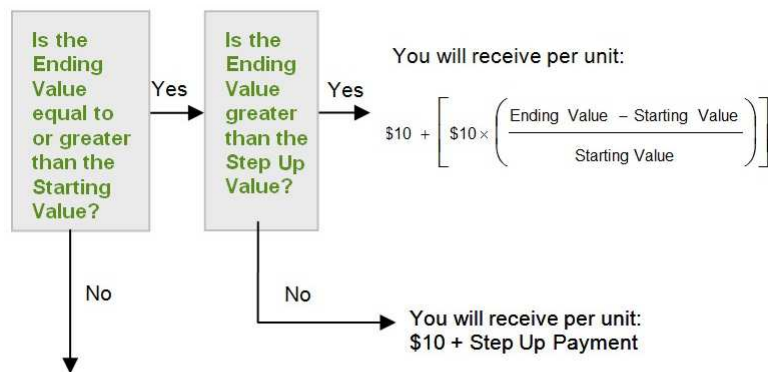 Is the
Ending
Value
equal to
or greater
than the
Starting
Value?
Yes
Is the
Ending
Value
greater
than the
Step Up
Value?
Yes
You will receive per unit:
$10 + [ $10 × ( Ending Value – Starting Value
Starting Value ) ]
No
No
You will receive per unit:
$10 + Step Up Payment